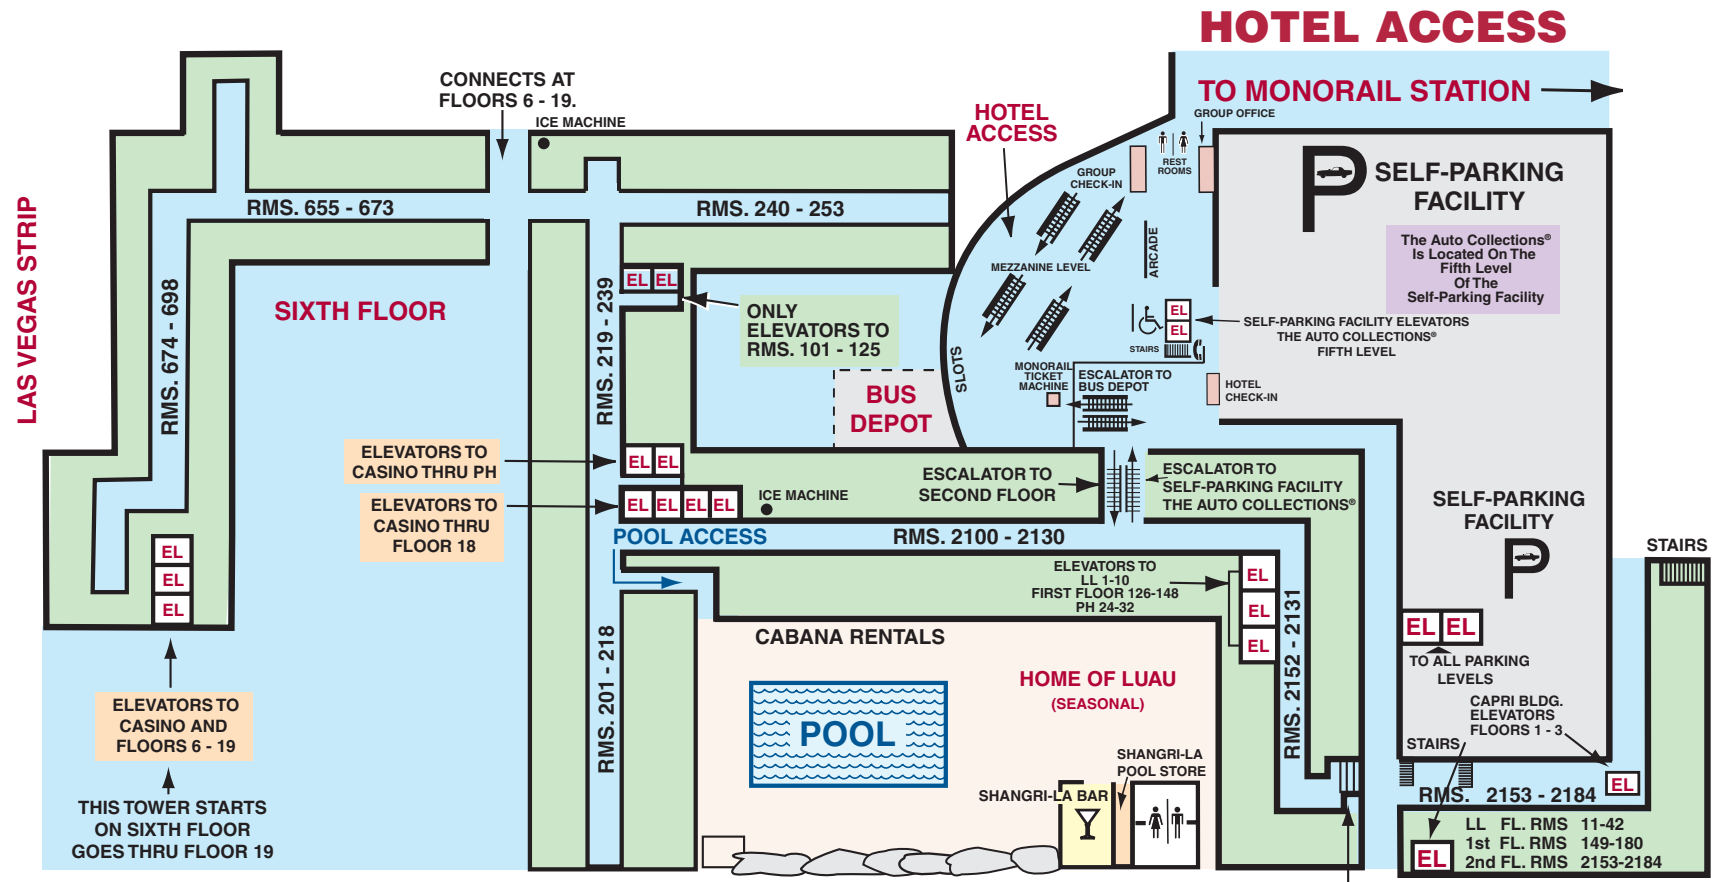 HOTEL ACCESS
TO MONORAIL STATION
GROUP OFFICE
CONNECTS AT
FLOORS 6 - 19.
ICE MACHINE
HOTEL
ACCESS
REST
ROOMS
GROUP
CHECK-IN
P
SELF-PARKING
FACILITY
The Auto Collections®
Is Located On The
Fifth Level
Of The
Self-Parking Facility
LAS VEGAS STRIP
RMS. 655 - 673
RMS. 240 - 253
ARCADE
MEZZANINE LEVEL
RMS. 674 - 698
SIXTH FLOOR
RMS. 219 - 239
EL EL
ONLY
ELEVATORS TO
RMS. 101 - 125
EL
EL
SELF-PARKING FACILITY ELEVATORS
THE AUTO COLLECTIONS®
FIFTH LEVEL
STAIRS
SLOTS
MONORAIL
TICKET
MACHINE
ESCALATOR TO
BUS DEPOT
HOTEL
CHECK-IN
BUS
DEPOT
ELEVATORS TO
CASINO THRU PH
EL EL
ELEVATORS TO
CASINO THRU
FLOOR 18
EL EL EL EL
ICE MACHINE
ESCALATOR TO
SECOND FLOOR
ESCALATOR TO
SELF-PARKING FACILITY
THE AUTO COLLECTIONS®
SELF-PARKING
FACILITY
P
POOL ACCESS
RMS. 2100 - 2130
STAIRS
EL
EL
EL
ELEVATORS TO
LL 1-10
FIRST FLOOR 126-148
PH 24-32
EL
EL
EL
RMS. 2152 - 2131
EL EL
TO ALL PARKING
LEVELS
RMS. 201 - 218
CABANA RENTALS
HOME OF LUAU
(SEASONAL)
POOL
ELEVATORS TO
CASINO AND
FLOORS 6 - 19
CAPRI BLDG.
ELEVATORS
FLOORS 1 - 3
STAIRS
SHANGRI-LA
POOL STORE
SHANGRI-LA BAR
EL
RMS. 2153 - 2184
THIS TOWER STARTS
ON SIXTH FLOOR
GOES THRU FLOOR 19
EL
LL FL. RMS 11-42
1st FL. RMS 149-180
2nd FL. RMS 2153-2184